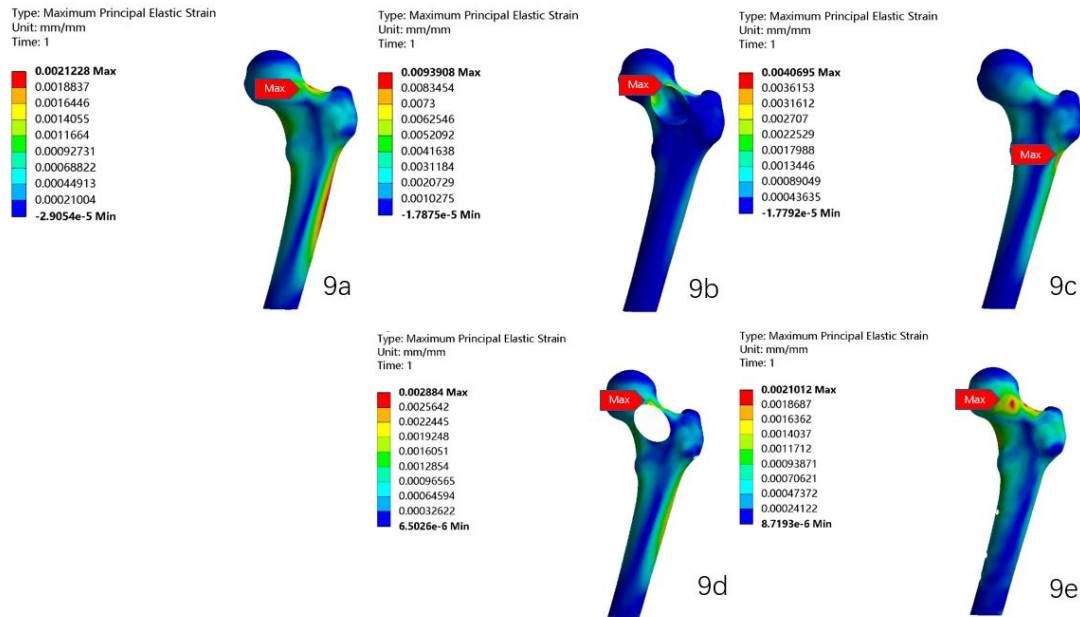 Type: Maximum Principal Elastic Strain
Unit: mm/mm
Time: 1
0.0021228 Max
0.0018837
0.0016446
0.0014055
0.0011664
0.00092731
0.00068822
0.00044913
0.00021004
-2.9054e-5 Min
Max
9a
Type: Maximum Principal Elastic Strain
Unit: mm/mm
Time: 1
0.0093908 Max
0.0083454
0.0073
0.0062546
0.0052092
0.0041638
0.0031184
0.0020729
0.0010275
-1.7875e-5 Min
Max
9b
Type: Maximum Principal Elastic Strain
Unit: mm/mm
Time: 1
0.0040695 Max
0.0036153
0.0031612
0.002707
0.0022529
0.0017988
0.0013446
0.00089049
0.00043635
-1.7792e-5 Min
Max
9c
Type: Maximum Principal Elastic Strain
Unit: mm/mm
Time: 1
0.002884 Max
0.0025642
0.0022445
0.0019248
0.0016051
0.0012854
0.00096565
0.00064594
0.00032622
6.5026e-6 Min
Max
9d
Type: Maximum Principal Elastic Strain
Unit: mm/mm
Time: 1
0.0021012 Max
0.0018687
0.0016362
0.0014037
0.0011712
0.00093871
0.00070621
0.00047372
0.00024122
8.7193e-6 Min
Max
9e